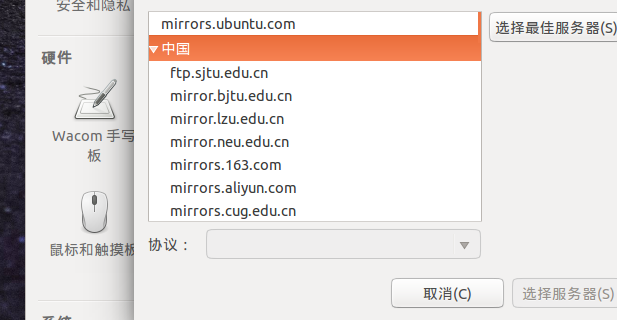 安全和隐私
硬件
Wacom 手写
板
鼠标和触摸板
系统
mirrors.ubuntu.com
中国
ftp.sjtu.edu.cn
mirror.bjtu.edu.cn
mirror.lzu.edu.cn
mirror.neu.edu.cn
mirrors.163.com
mirrors.aliyun.com
mirrors.cug.edu.cn
选择最佳服务器(S)
协议：
取消(C)
选择服务器(S)